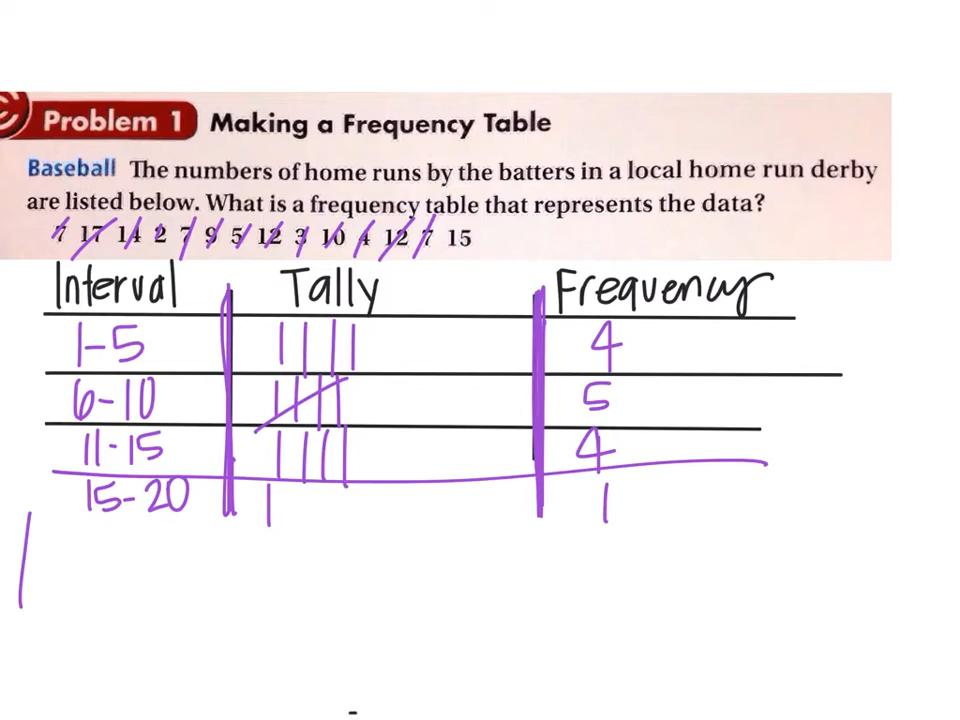 Problem 1 Making a Frequency Table
Baseball The numbers of home runs by the batters in a local home run derby
are listed below. What is a frequency table that represents the data?
7 17 14 2 7 9 5 12 3 10 4 12 7 15
Interval Tally Frequency
1-5 |||| 4
6-10 |||| 5
11-15 |||| 4
15-20 | 1